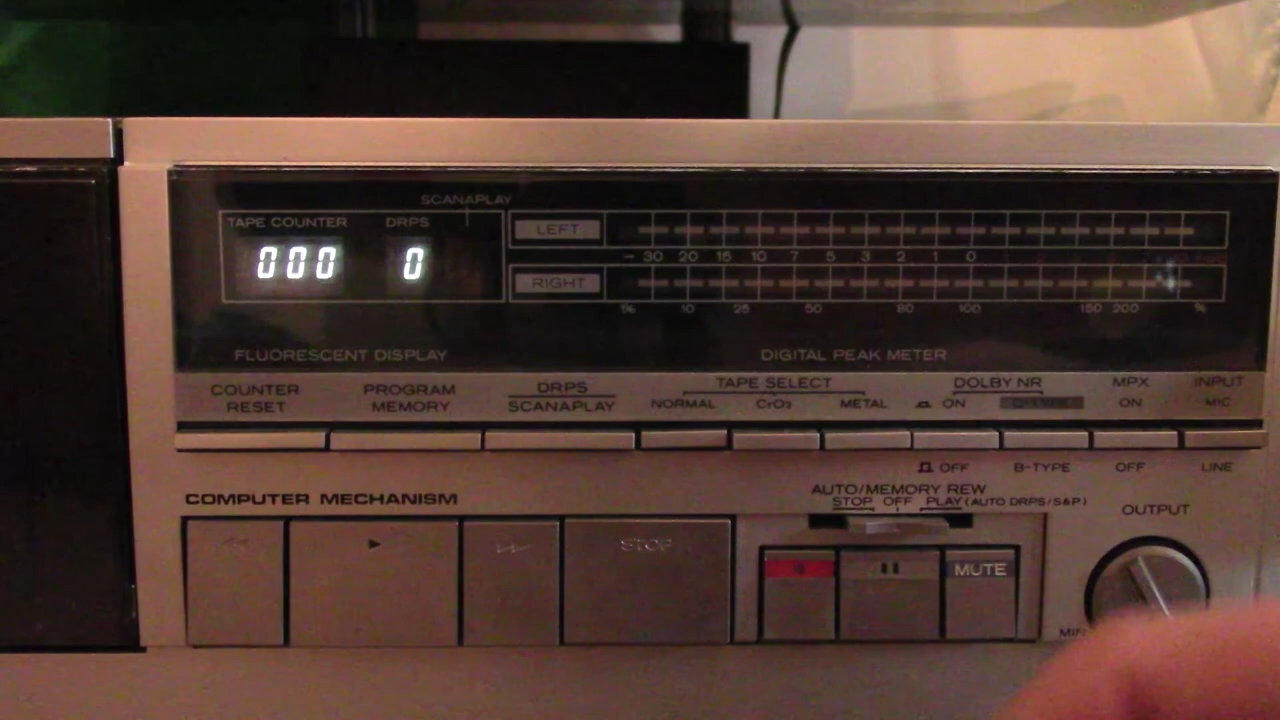 SCANAPLAY
TAPE COUNTER DRPS
000 0
LEFT
− 30 20 15 10 7 5 3 2 1 0
RIGHT
% 10 25 50 80 100 150 200 %
FLUORESCENT DISPLAY
DIGITAL PEAK METER
COUNTER RESET
PROGRAM MEMORY
DRPS
SCANAPLAY
TAPE SELECT
NORMAL CrO2 METAL
DOLBY NR
ON
MPX
ON
INPUT
MIC
OFF B-TYPE OFF LINE
COMPUTER MECHANISM
AUTO/MEMORY REW
STOP OFF PLAY (AUTO DRPS/S&P)
OUTPUT
STOP
MUTE
MIN